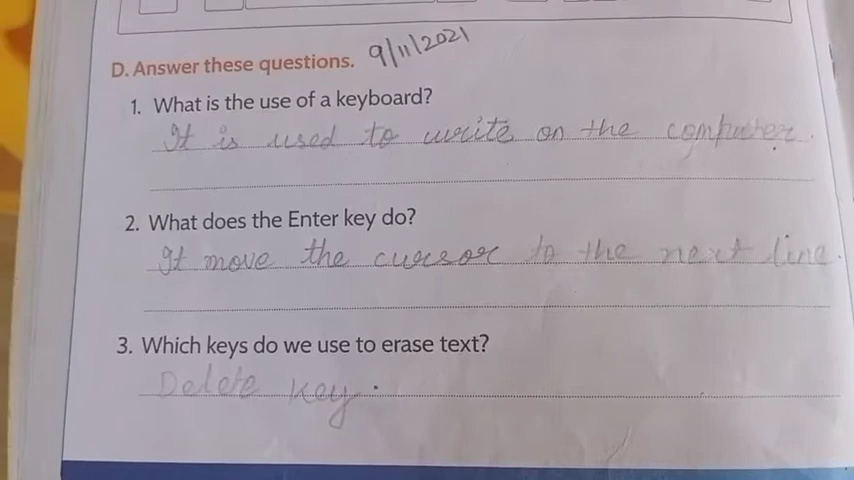 D. Answer these questions. 9/11/2021
1. What is the use of a keyboard?
It is used to write on the computer.
2. What does the Enter key do?
It move the cursor to the next line.
3. Which keys do we use to erase text?
Delete key.